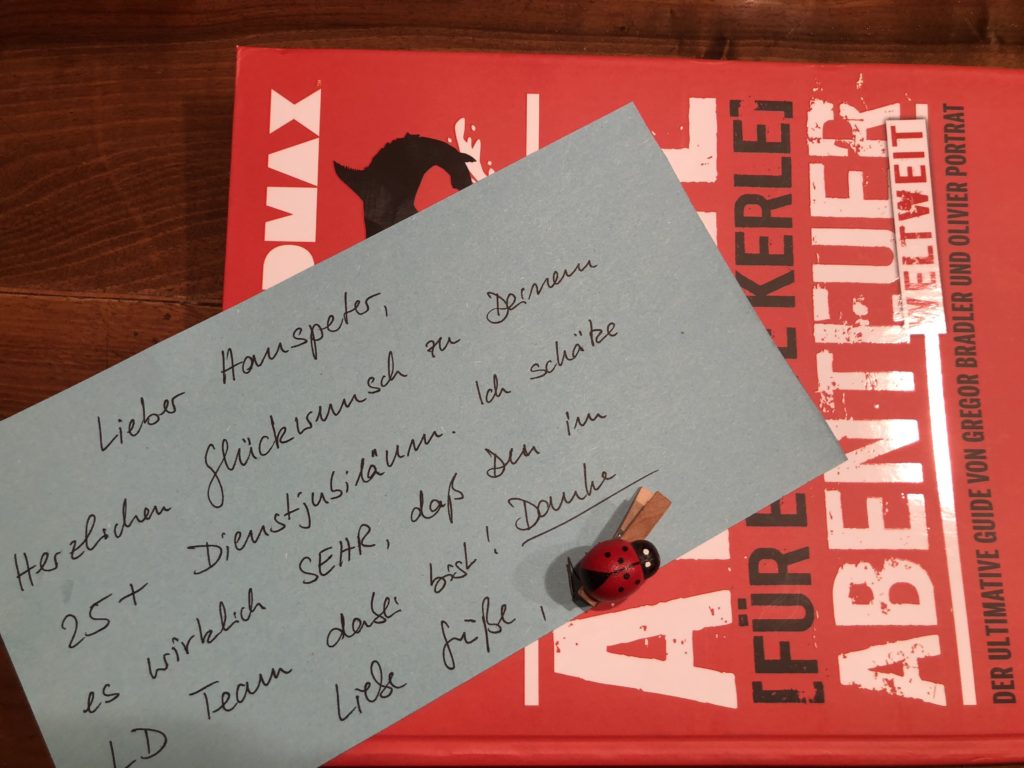 Lieber Hanspeter,
Herzlichen Glückwunsch zu Deinem
25+ Dienstjubiläum. Ich schätze
es wirklich SEHR, daß Du im
LD Team dabei bist! Danke
Liebe Grüße,
DMAX
[FÜR E KERLE]
ABENTEUER
WELTWEIT
DER ULTIMATIVE GUIDE VON GREGOR BRADLER UND OLIVIER PORTRAT